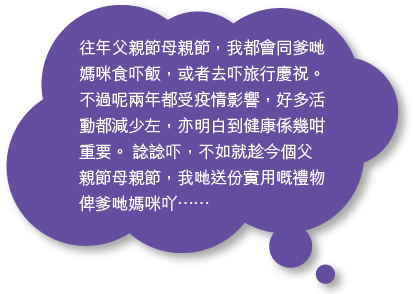 往年父親節母親節，我都會同爹哋
媽咪食吓飯，或者去吓旅行慶祝。
不過呢兩年都受疫情影響，好多活
動都減少左，亦明白到健康係幾咁
重要。 諗諗吓，不如就趁今個父
親節母親節，我哋送份實用嘅禮物
俾爹哋媽咪吖⋯⋯